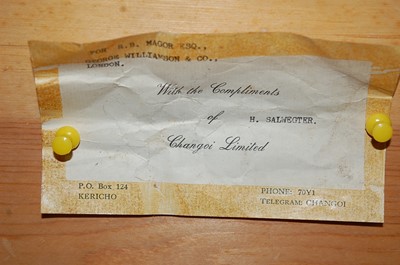 FOR R.B. MAGOR ESQ.,
GEORGE WILLIAMSON & CO.,
LONDON.
With the Compliments
of H. SALWEGTER.
Changoi Limited
P.O. Box 124 PHONE: 70Y1
KERICHO TELEGRAM: CHANGOI